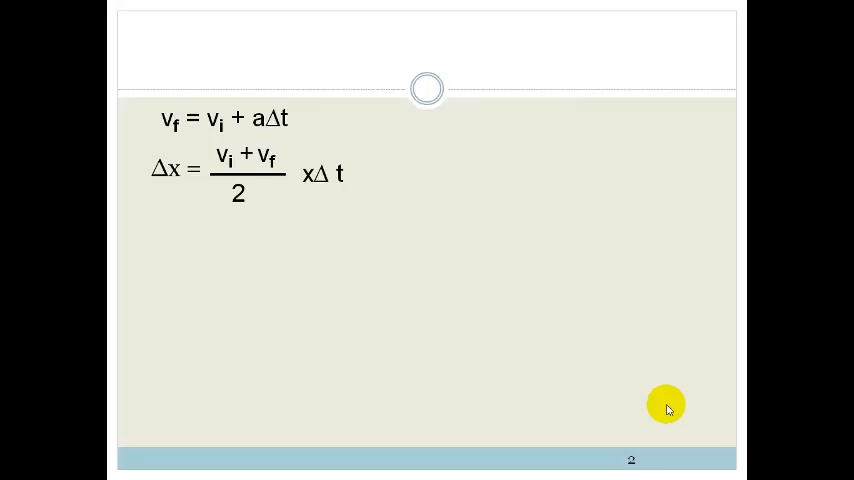 vf = vi + aΔt
Δx = vi + vf / 2 xΔ t
2